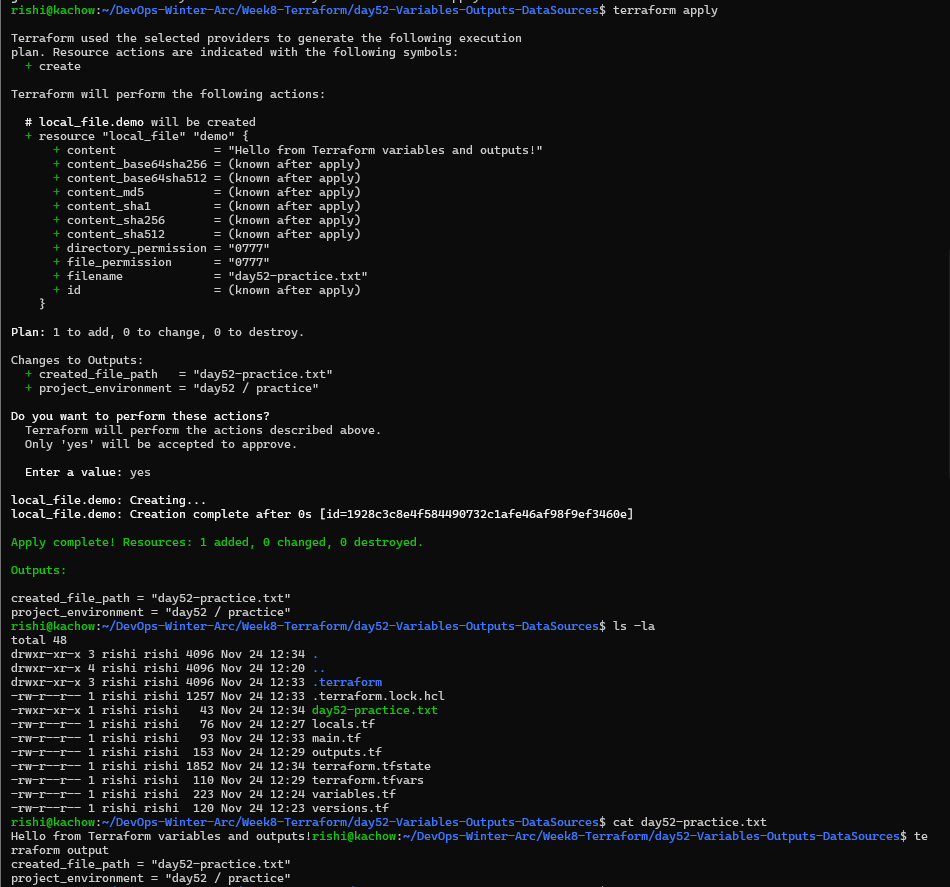 rishi@kachow:~/DevOps-Winter-Arc/Week8-Terraform/day52-Variables-Outputs-DataSources$ terraform apply

Terraform used the selected providers to generate the following execution
plan. Resource actions are indicated with the following symbols:
  + create

Terraform will perform the following actions:

  # local_file.demo will be created
  + resource "local_file" "demo" {
      + content              = "Hello from Terraform variables and outputs!"
      + content_base64sha256 = (known after apply)
      + content_base64sha512 = (known after apply)
      + content_md5          = (known after apply)
      + content_sha1         = (known after apply)
      + content_sha256       = (known after apply)
      + content_sha512       = (known after apply)
      + directory_permission = "0777"
      + file_permission      = "0777"
      + filename             = "day52-practice.txt"
      + id                   = (known after apply)
    }

Plan: 1 to add, 0 to change, 0 to destroy.

Changes to Outputs:
  + created_file_path   = "day52-practice.txt"
  + project_environment = "day52 / practice"

Do you want to perform these actions?
  Terraform will perform the actions described above.
  Only 'yes' will be accepted to approve.

  Enter a value: yes

local_file.demo: Creating...
local_file.demo: Creation complete after 0s [id=1928c3c8e4f584490732c1afe46af98f9ef3460e]

Apply complete! Resources: 1 added, 0 changed, 0 destroyed.

Outputs:

created_file_path = "day52-practice.txt"
project_environment = "day52 / practice"
rishi@kachow:~/DevOps-Winter-Arc/Week8-Terraform/day52-Variables-Outputs-DataSources$ ls -la
total 48
drwxr-xr-x 3 rishi rishi 4096 Nov 24 12:34 .
drwxr-xr-x 4 rishi rishi 4096 Nov 24 12:20 ..
drwxr-xr-x 3 rishi rishi 4096 Nov 24 12:33 .terraform
-rw-r--r-- 1 rishi rishi 1257 Nov 24 12:33 .terraform.lock.hcl
-rwxr-xr-x 1 rishi rishi   43 Nov 24 12:34 day52-practice.txt
-rw-r--r-- 1 rishi rishi   76 Nov 24 12:27 locals.tf
-rw-r--r-- 1 rishi rishi   93 Nov 24 12:33 main.tf
-rw-r--r-- 1 rishi rishi  153 Nov 24 12:29 outputs.tf
-rw-r--r-- 1 rishi rishi 1852 Nov 24 12:34 terraform.tfstate
-rw-r--r-- 1 rishi rishi  110 Nov 24 12:29 terraform.tfvars
-rw-r--r-- 1 rishi rishi  223 Nov 24 12:24 variables.tf
-rw-r--r-- 1 rishi rishi  120 Nov 24 12:23 versions.tf
rishi@kachow:~/DevOps-Winter-Arc/Week8-Terraform/day52-Variables-Outputs-DataSources$ cat day52-practice.txt
Hello from Terraform variables and outputs!rishi@kachow:~/DevOps-Winter-Arc/Week8-Terraform/day52-Variables-Outputs-DataSources$ te
rraform output
created_file_path = "day52-practice.txt"
project_environment = "day52 / practice"